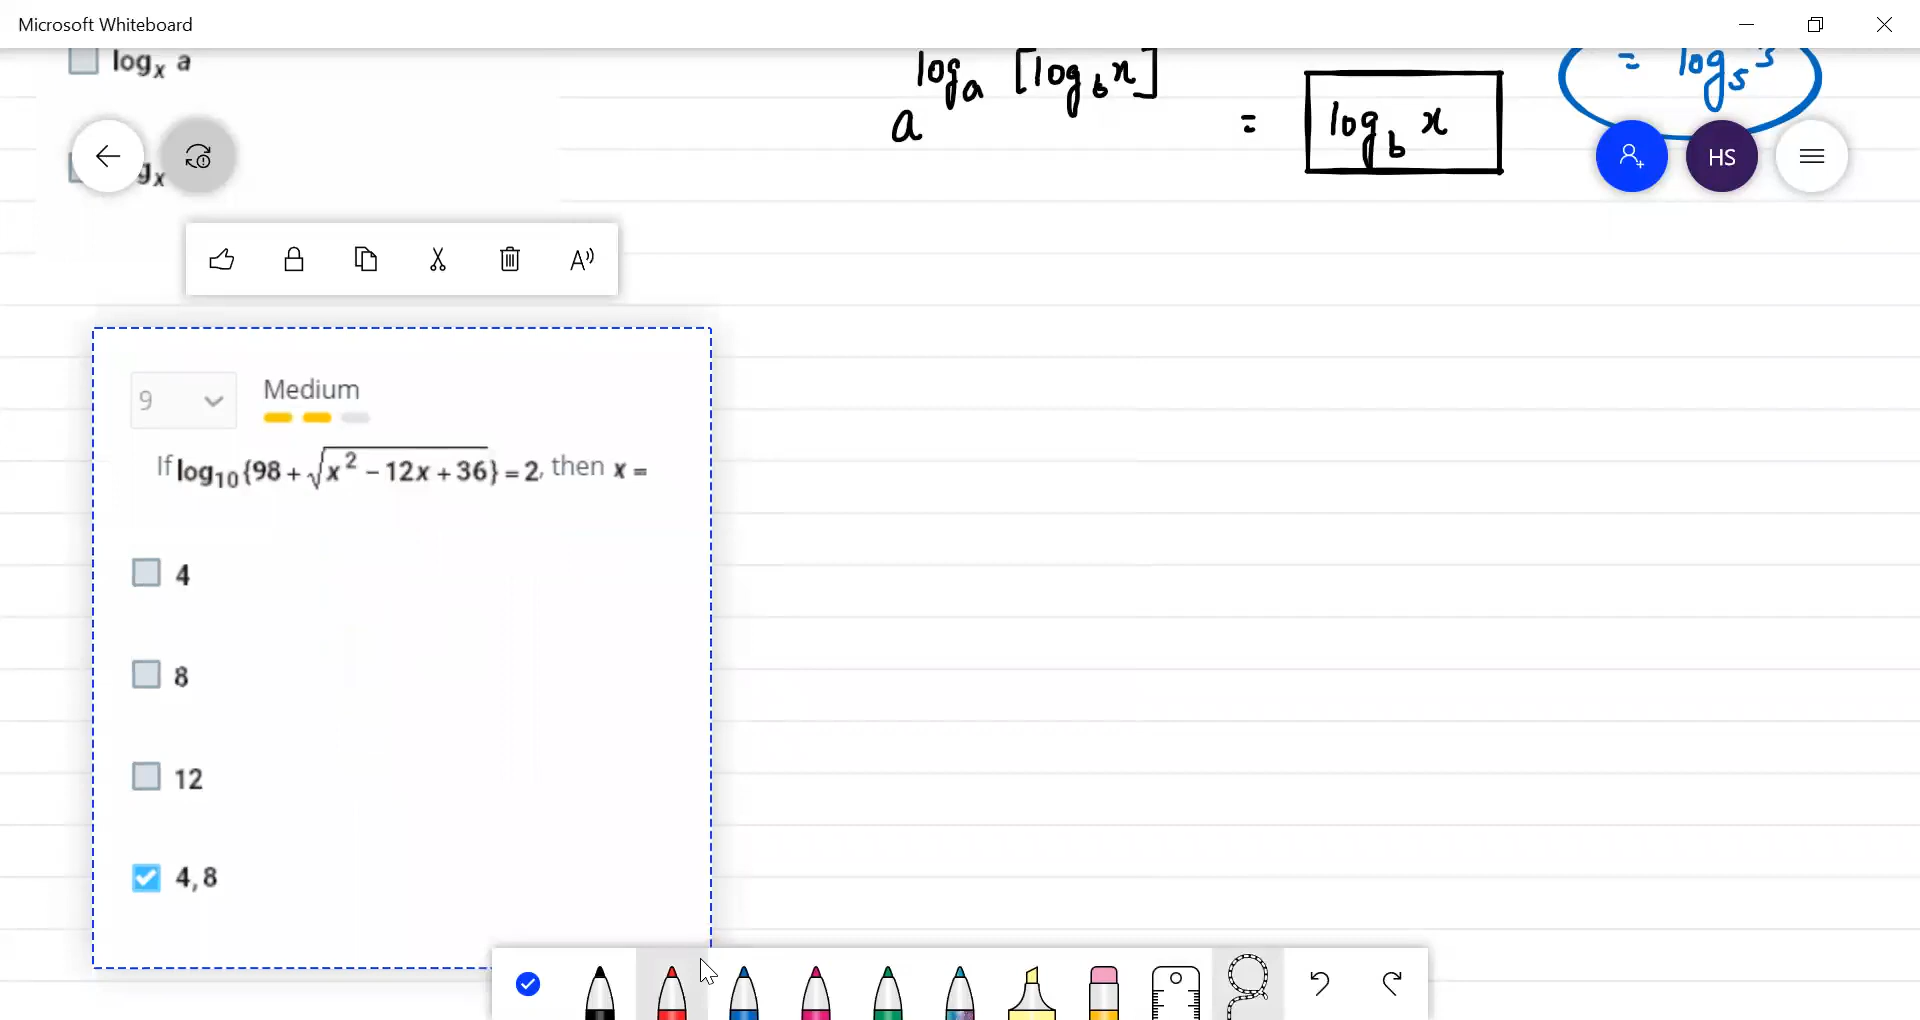 Microsoft Whiteboard
log_x a
log_a [log_b x]
a = log_b x
= log_5
HS
9 Medium
If log_10{98 + √x² − 12x + 36} = 2, then x =
4
8
12
4, 8